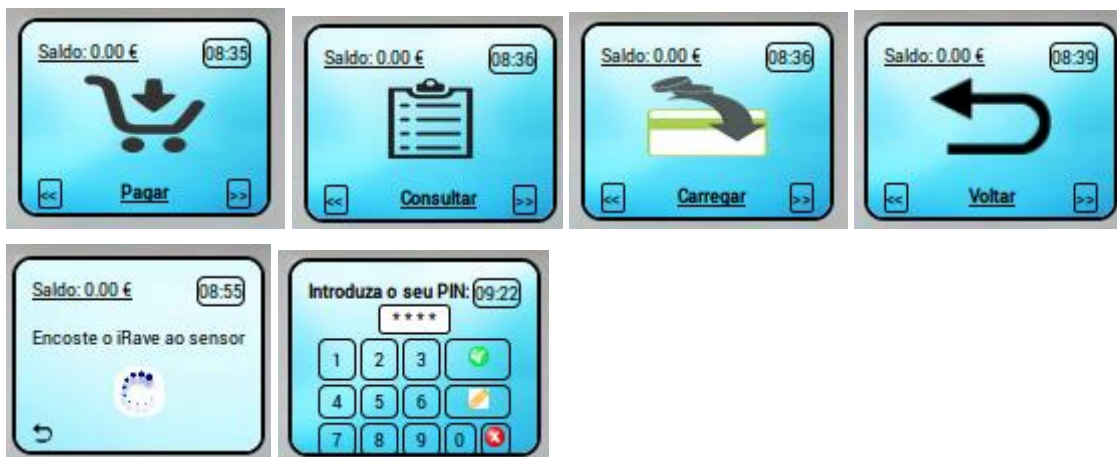 Saldo: 0.00 € 08:35
<< Pagar >>
Saldo: 0.00 € 08:36
<< Consultar >>
Saldo: 0.00 € 08:36
<< Carregar >>
Saldo: 0.00 € 08:39
<< Voltar >>
Saldo: 0.00 € 08:55
Encoste o iRave ao sensor
Introduza o seu PIN: 09:22
****
1 2 3
4 5 6
7 8 9 0